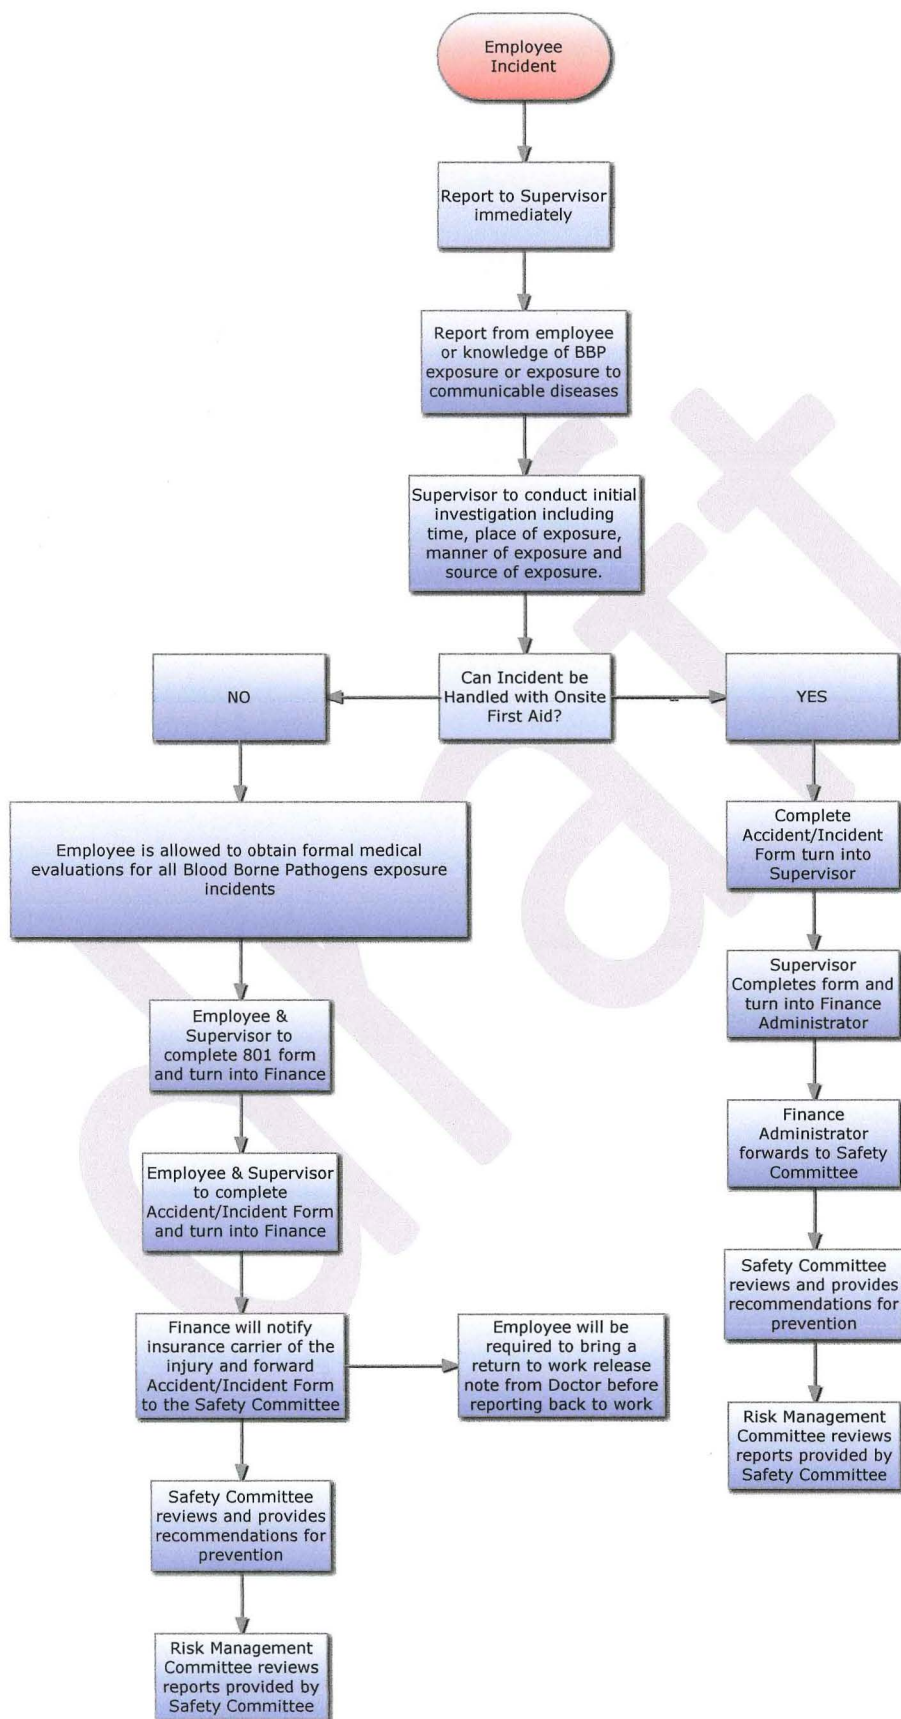 Employee
Incident
Report to Supervisor
immediately
Report from employee
or knowledge of BBP
exposure or exposure to
communicable diseases
Supervisor to conduct initial
investigation including
time, place of exposure,
manner of exposure and
source of exposure.
Can Incident be
Handled with Onsite
First Aid?
NO
YES
Employee is allowed to obtain formal medical
evaluations for all Blood Borne Pathogens exposure
incidents
Employee &
Supervisor to
complete 801 form
and turn into Finance
Employee & Supervisor
to complete
Accident/Incident Form
and turn into Finance
Finance will notify
insurance carrier of the
injury and forward
Accident/Incident Form
to the Safety Committee
Employee will be
required to bring a
return to work release
note from Doctor before
reporting back to work
Safety Committee
reviews and provides
recommendations for
prevention
Risk Management
Committee reviews
reports provided by
Safety Committee
Complete
Accident/Incident
Form turn into
Supervisor
Supervisor
Completes form and
turn into Finance
Administrator
Finance
Administrator
forwards to Safety
Committee
Safety Committee
reviews and provides
recommendations for
prevention
Risk Management
Committee reviews
reports provided by
Safety Committee
draft